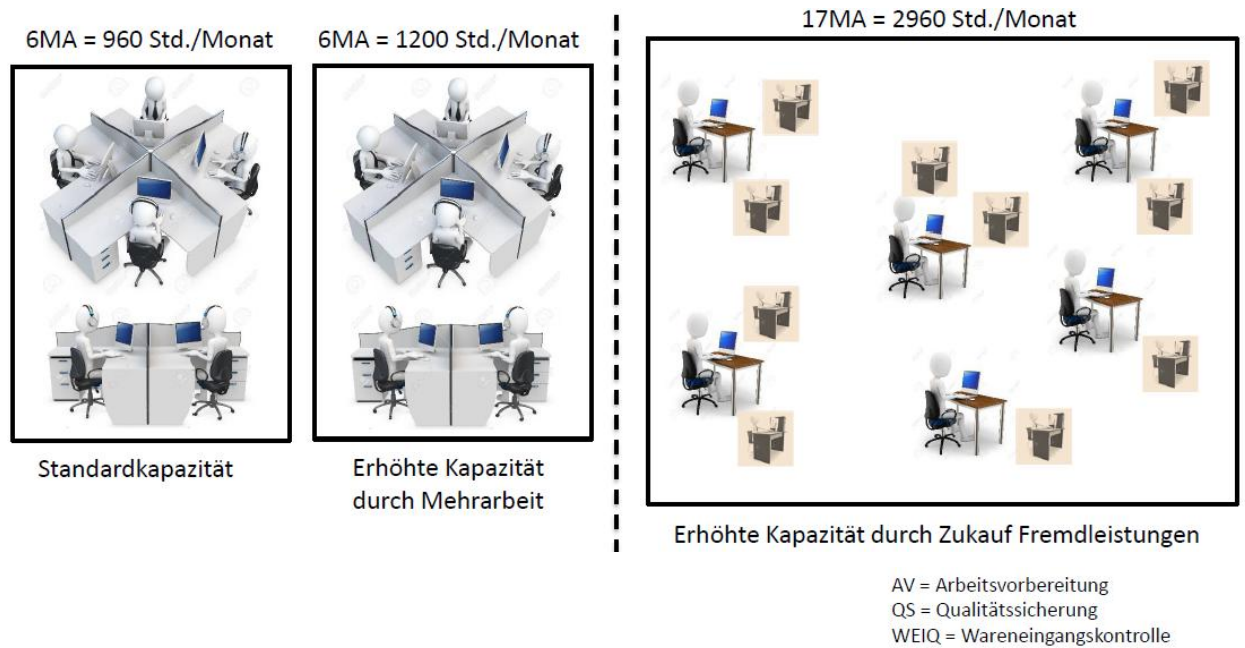 6MA = 960 Std./Monat
6MA = 1200 Std./Monat
17MA = 2960 Std./Monat
Standardkapazität
Erhöhte Kapazität
durch Mehrarbeit
Erhöhte Kapazität durch Zukauf Fremdleistungen
AV = Arbeitsvorbereitung
QS = Qualitätssicherung
WEIQ = Wareneingangskontrolle